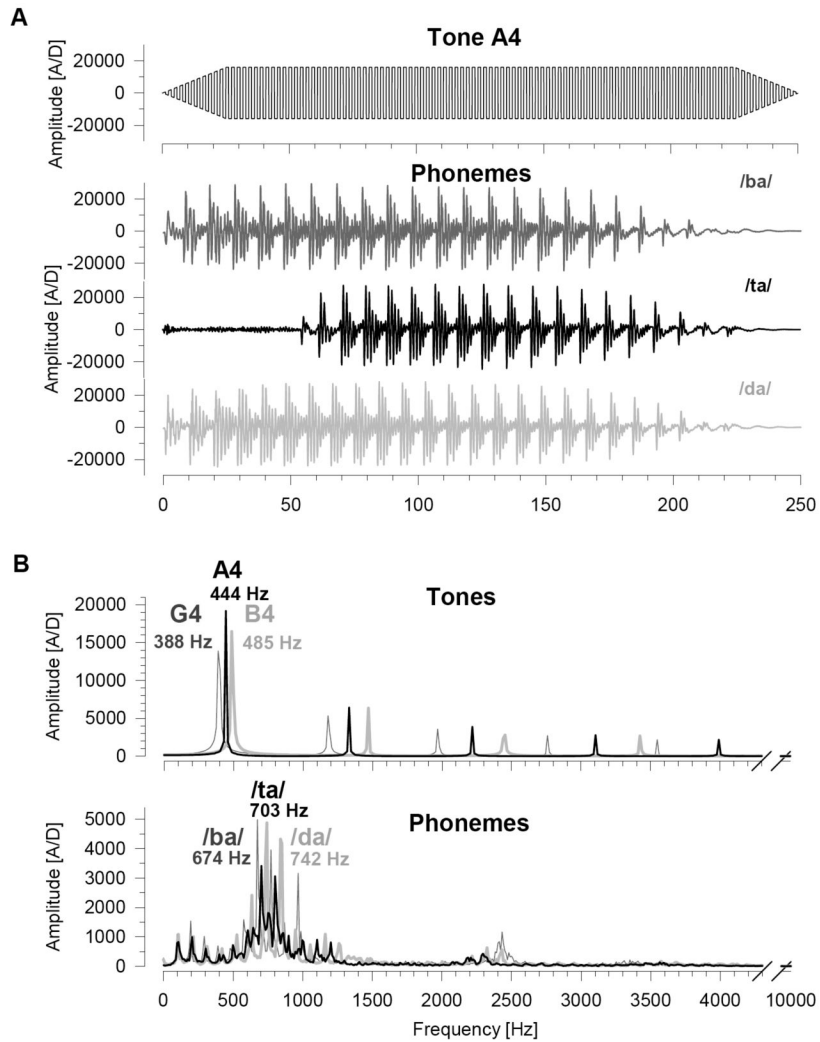 A
Tone A4
Amplitude [A/D]
20000
0
-20000
Phonemes
/ba/
Amplitude [A/D]
20000
0
-20000
/ta/
Amplitude [A/D]
20000
0
-20000
/da/
Amplitude [A/D]
20000
0
-20000
0 50 100 150 200 250
B
A4
444 Hz
Tones
G4 B4
388 Hz 485 Hz
Amplitude [A/D]
20000
15000
10000
5000
0
/ta/
703 Hz
Phonemes
/ba/ /da/
674 Hz 742 Hz
Amplitude [A/D]
5000
4000
3000
2000
1000
0
0 500 1000 1500 2000 2500 3000 3500 4000 10000
Frequency [Hz]